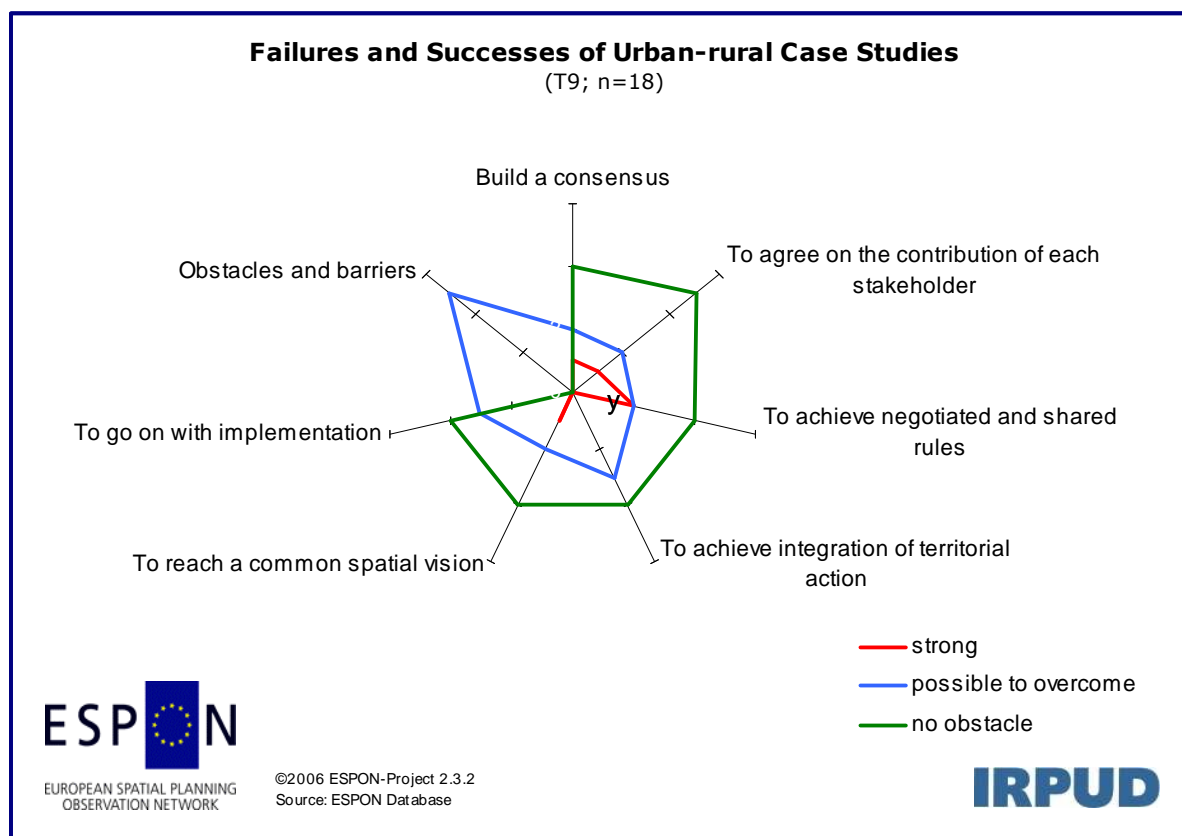 Failures and Successes of Urban-rural Case Studies
(T9; n=18)
Build a consensus
To agree on the contribution of each
stakeholder
Obstacles and barriers
y
To achieve negotiated and shared
rules
To go on with implementation
To achieve integration of territorial
action
To reach a common spatial vision
strong
possible to overcome
no obstacle
ESPON
EUROPEAN SPATIAL PLANNING
OBSERVATION NETWORK
©2006 ESPON-Project 2.3.2
Source: ESPON Database
IRPUD